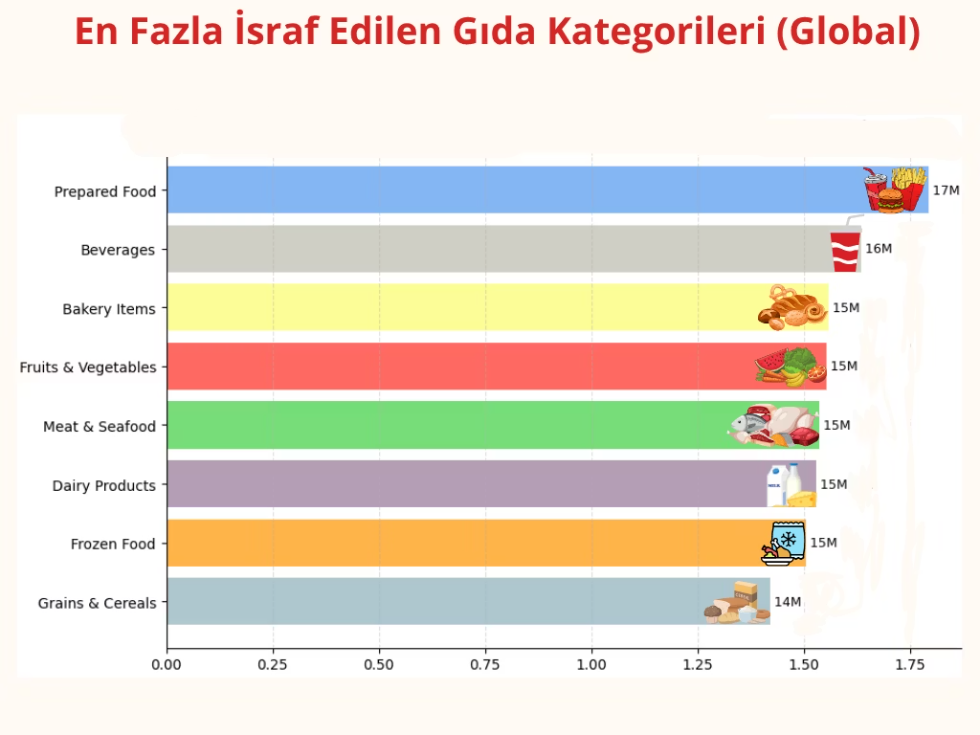 En Fazla İsraf Edilen Gıda Kategorileri (Global)
Prepared Food 17M
Beverages 16M
Bakery Items 15M
Fruits & Vegetables 15M
Meat & Seafood 15M
Dairy Products 15M
Frozen Food 15M
Grains & Cereals 14M
0.00 0.25 0.50 0.75 1.00 1.25 1.50 1.75